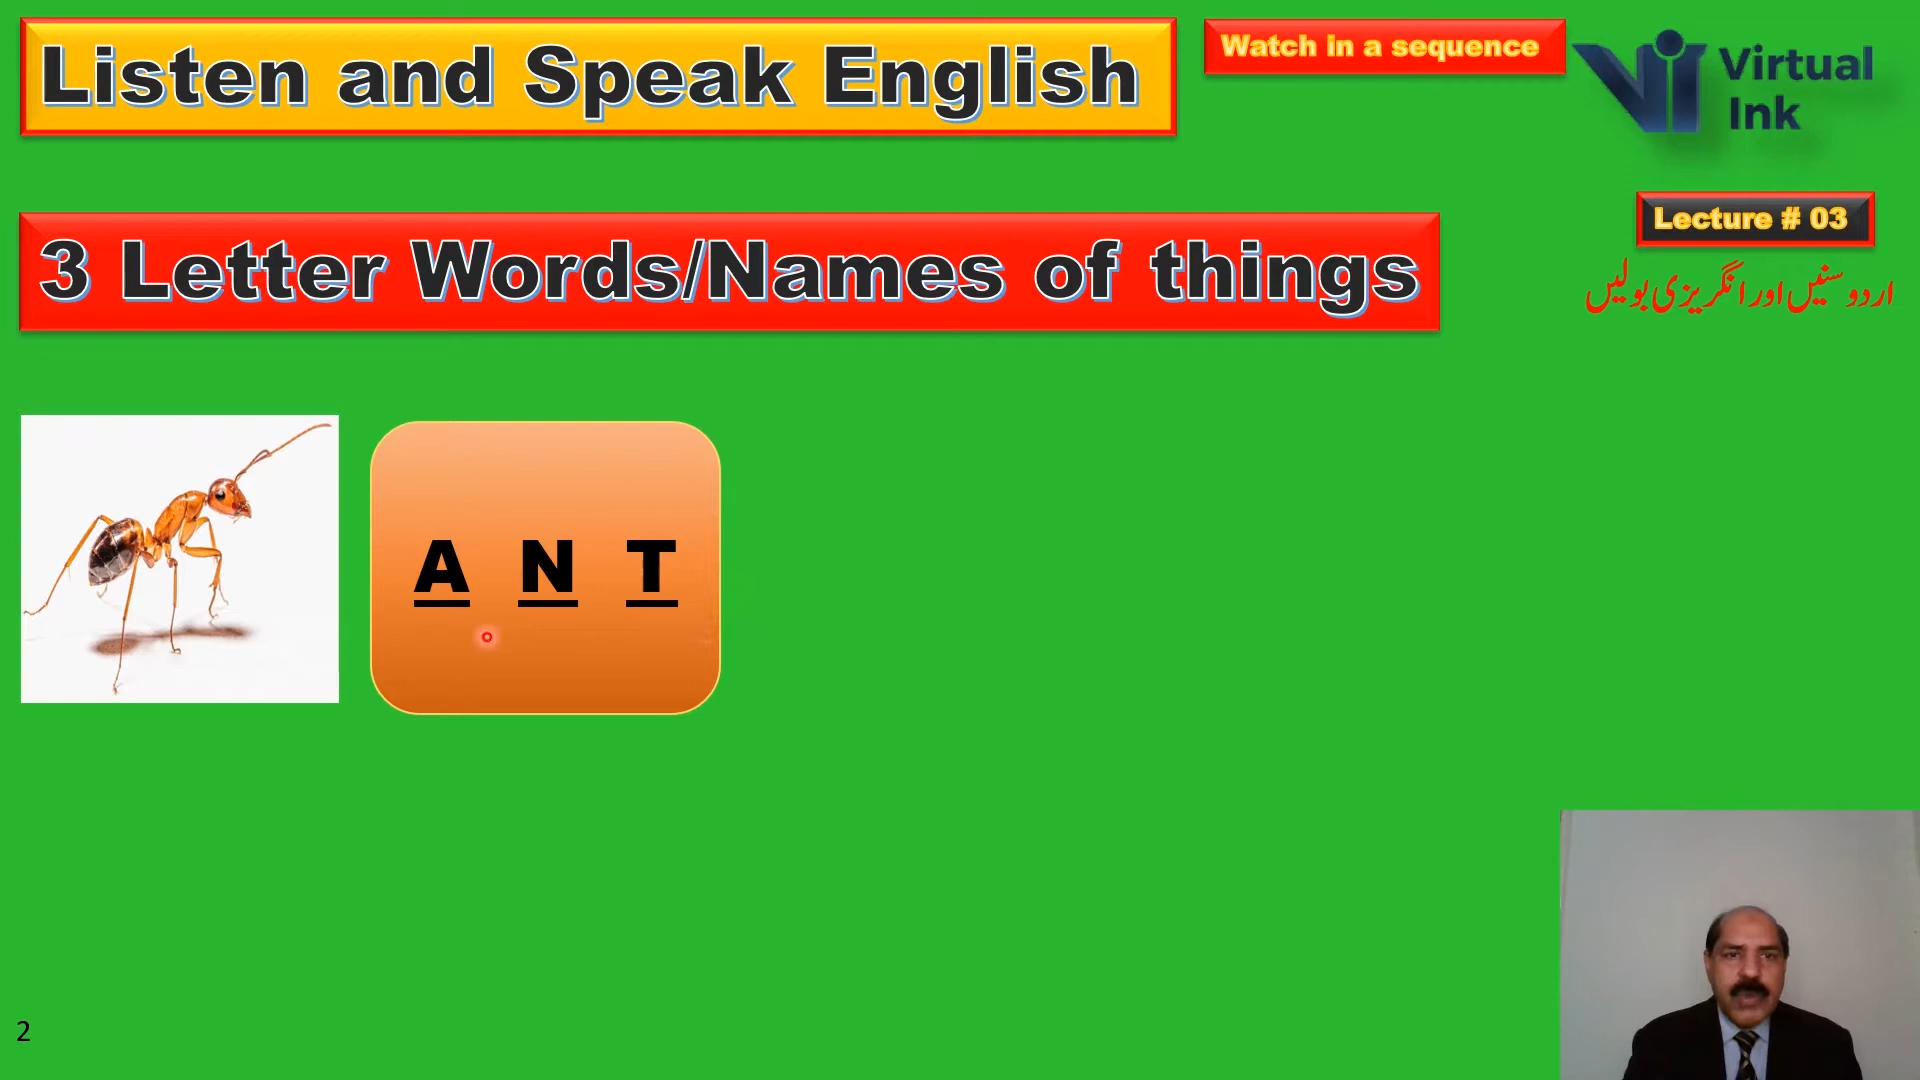 Listen and Speak English
Watch in a sequence
Virtual
Ink
3 Letter Words/Names of things
Lecture # 03
اردو سنیں اور انگریزی بولیں
A N T
2